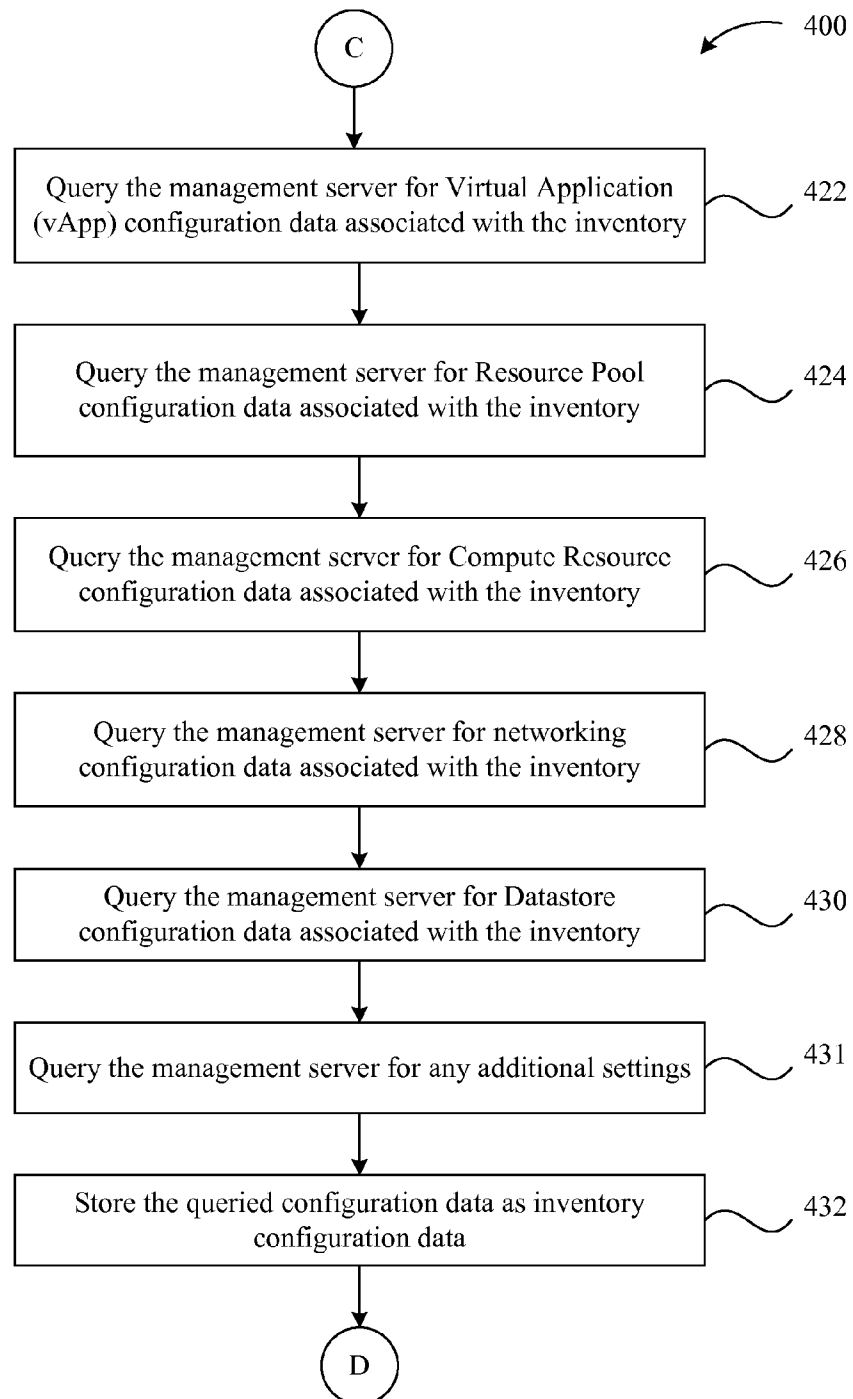 C
400
Query the management server for Virtual Application
(vApp) configuration data associated with the inventory
422
Query the management server for Resource Pool
configuration data associated with the inventory
424
Query the management server for Compute Resource
configuration data associated with the inventory
426
Query the management server for networking
configuration data associated with the inventory
428
Query the management server for Datastore
configuration data associated with the inventory
430
Query the management server for any additional settings
431
Store the queried configuration data as inventory
configuration data
432
D